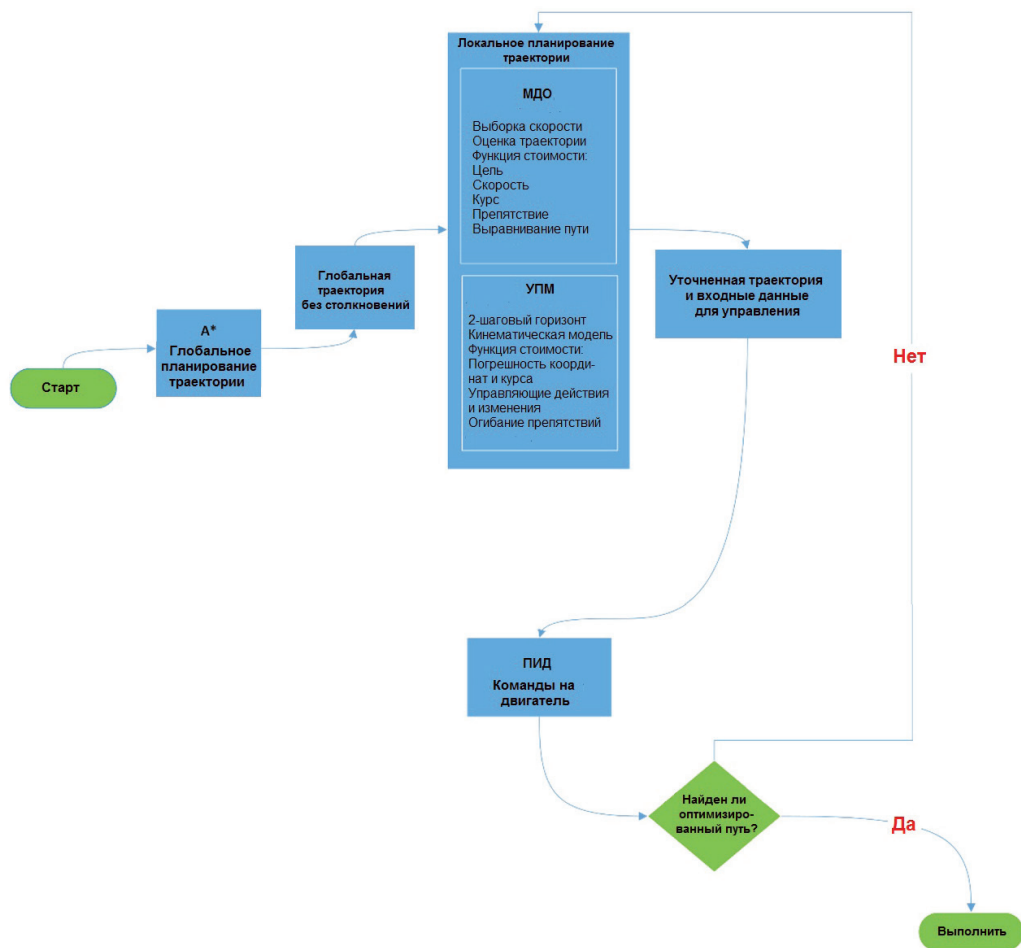 Старт
А*
Глобальное
планирование
траектории
Глобальная
траектория
без столкновений
Локальное планирование
траектории
МДО
Выборка скорости
Оценка траектории
Функция стоимости:
Цель
Скорость
Курс
Препятствие
Выравнивание пути
УПМ
2-шаговый горизонт
Кинематическая модель
Функция стоимости:
Погрешность коорди-
нат и курса
Управляющие действия
и изменения
Огибание препятствий
Уточненная траектория
и входные данные
для управления
ПИД
Команды на
двигатель
Найден ли
оптимизиро-
ванный путь?
Нет
Да
Выполнить